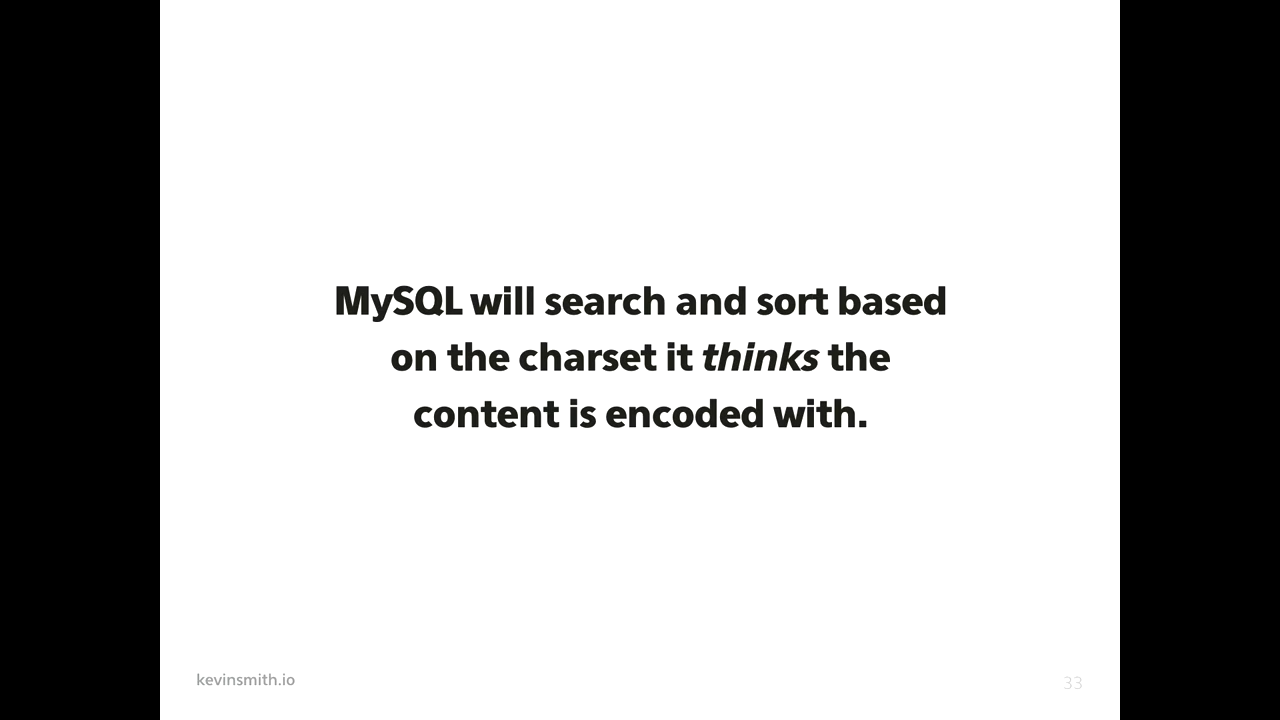 MySQL will search and sort based
on the charset it thinks the
content is encoded with.
kevinsmith.io
33